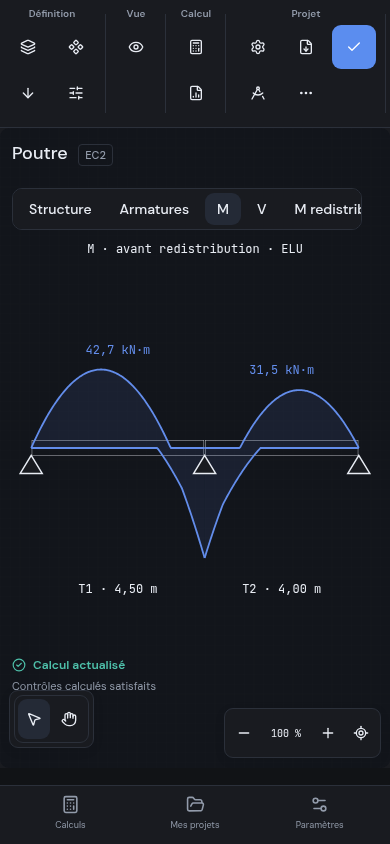 Définition
Vue
Calcul
Projet
Poutre EC2
Structure Armatures M V M redistrib
M · avant redistribution · ELU
42,7 kN·m
31,5 kN·m
T1 · 4,50 m
T2 · 4,00 m
Calcul actualisé
Contrôles calculés satisfaits
100 %
Calculs
Mes projets
Paramètres